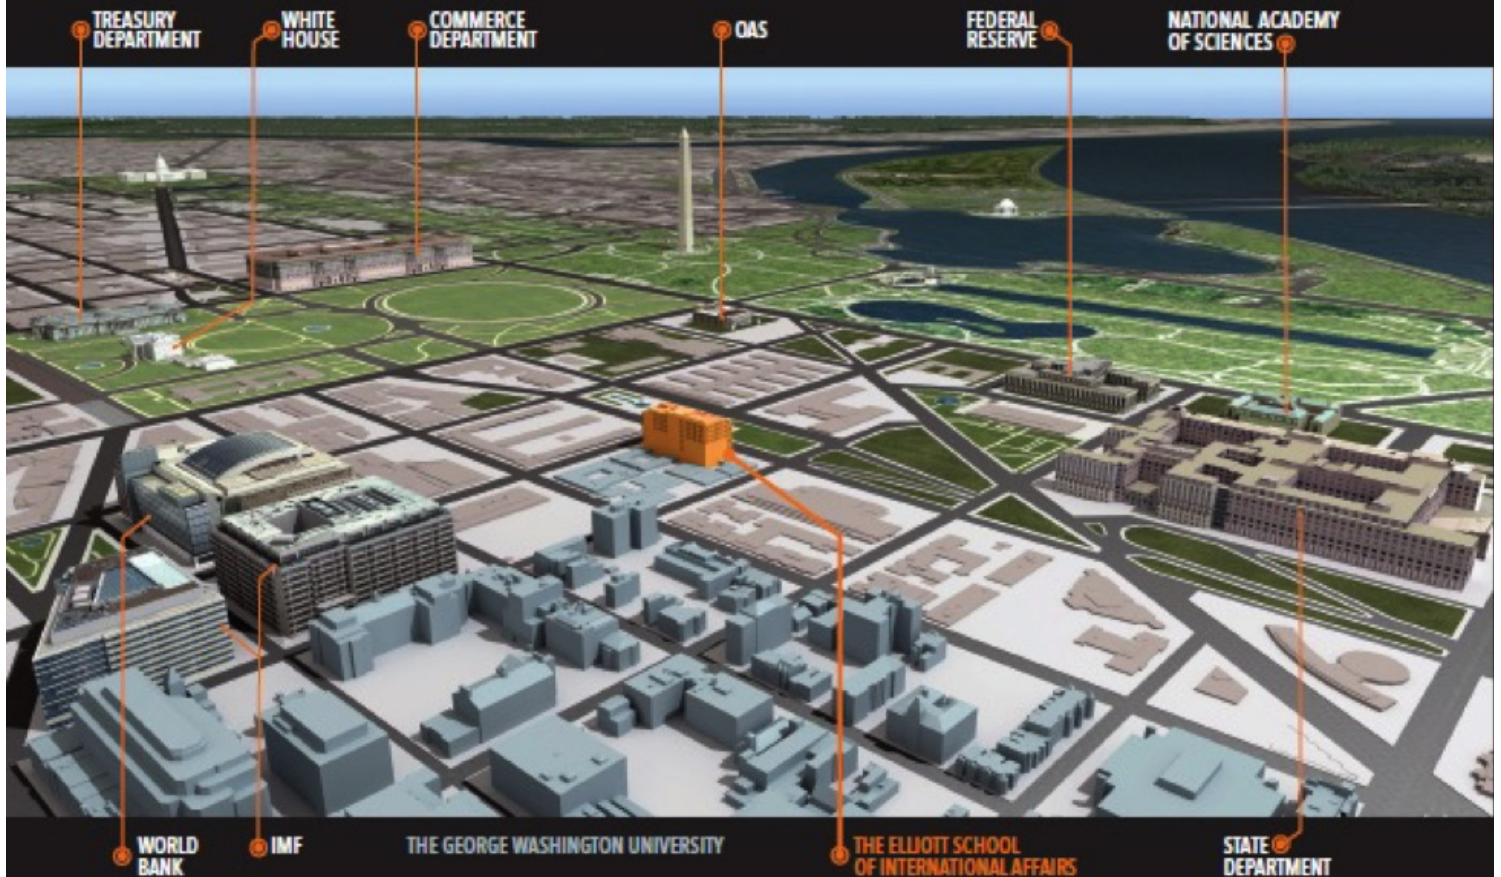 TREASURY
DEPARTMENT
WHITE
HOUSE
COMMERCE
DEPARTMENT
OAS
FEDERAL
RESERVE
NATIONAL ACADEMY
OF SCIENCES
WORLD
BANK
IMF
THE GEORGE WASHINGTON UNIVERSITY
THE ELLIOTT SCHOOL
OF INTERNATIONAL AFFAIRS
STATE
DEPARTMENT